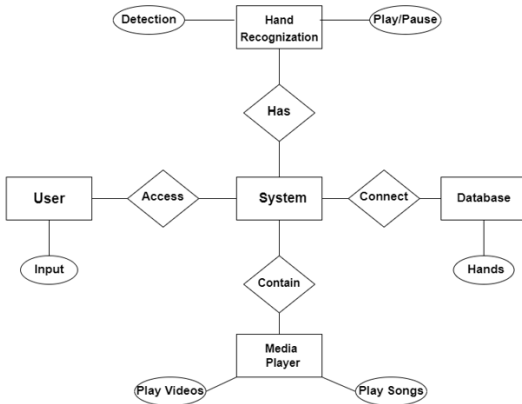 Detection
Hand
Recognization
Play/Pause
Has
User
Access
System
Connect
Database
Input
Contain
Hands
Media
Player
Play Videos
Play Songs